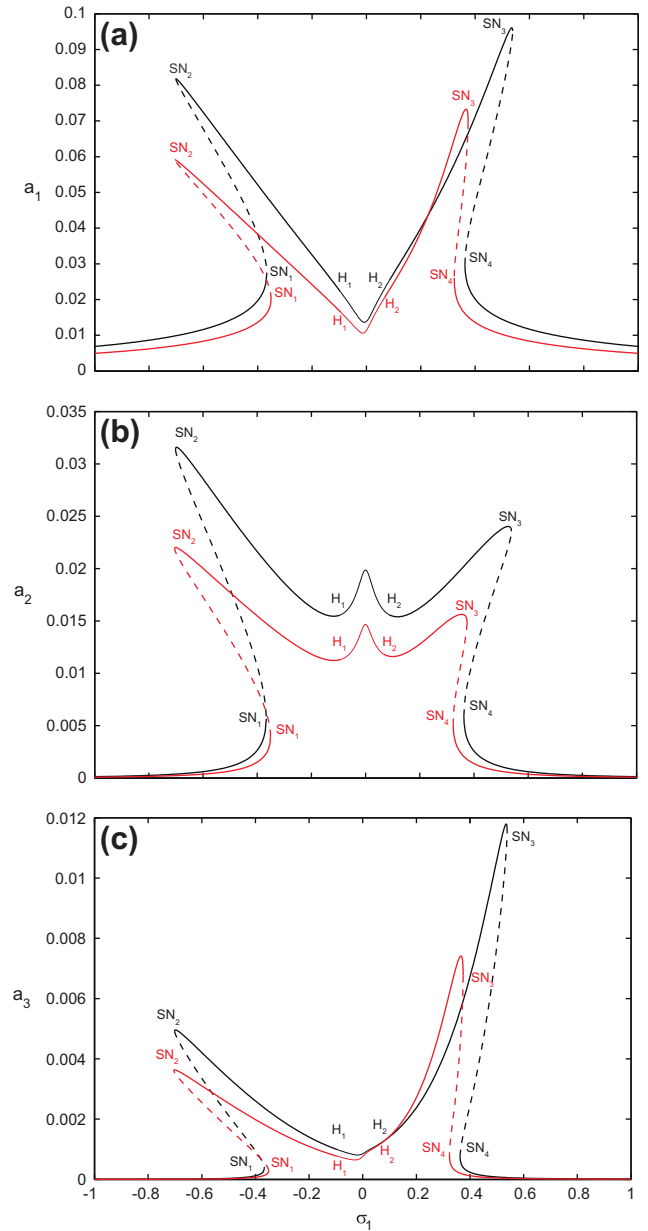 (a)
0.1
0.09
0.08
0.07
0.06
0.05
0.04
0.03
0.02
0.01
0
a₁
SN₂
SN₃
SN₃
SN₂
SN₁
SN₁
H₁
H₂
H₁
H₂
SN₄
SN₄
(b)
0.035
0.03
0.025
0.02
0.015
0.01
0.005
0
a₂
SN₂
SN₂
SN₃
SN₃
H₁
H₂
H₁
H₂
SN₁
SN₁
SN₄
SN₄
(c)
0.012
0.01
0.008
0.006
0.004
0.002
0
a₃
SN₃
SN₂
SN₂
SN₃
H₁
H₂
H₁
H₂
SN₁
SN₁
SN₄
SN₄
-1 -0.8 -0.6 -0.4 -0.2 0 0.2 0.4 0.6 0.8 1
σ₁